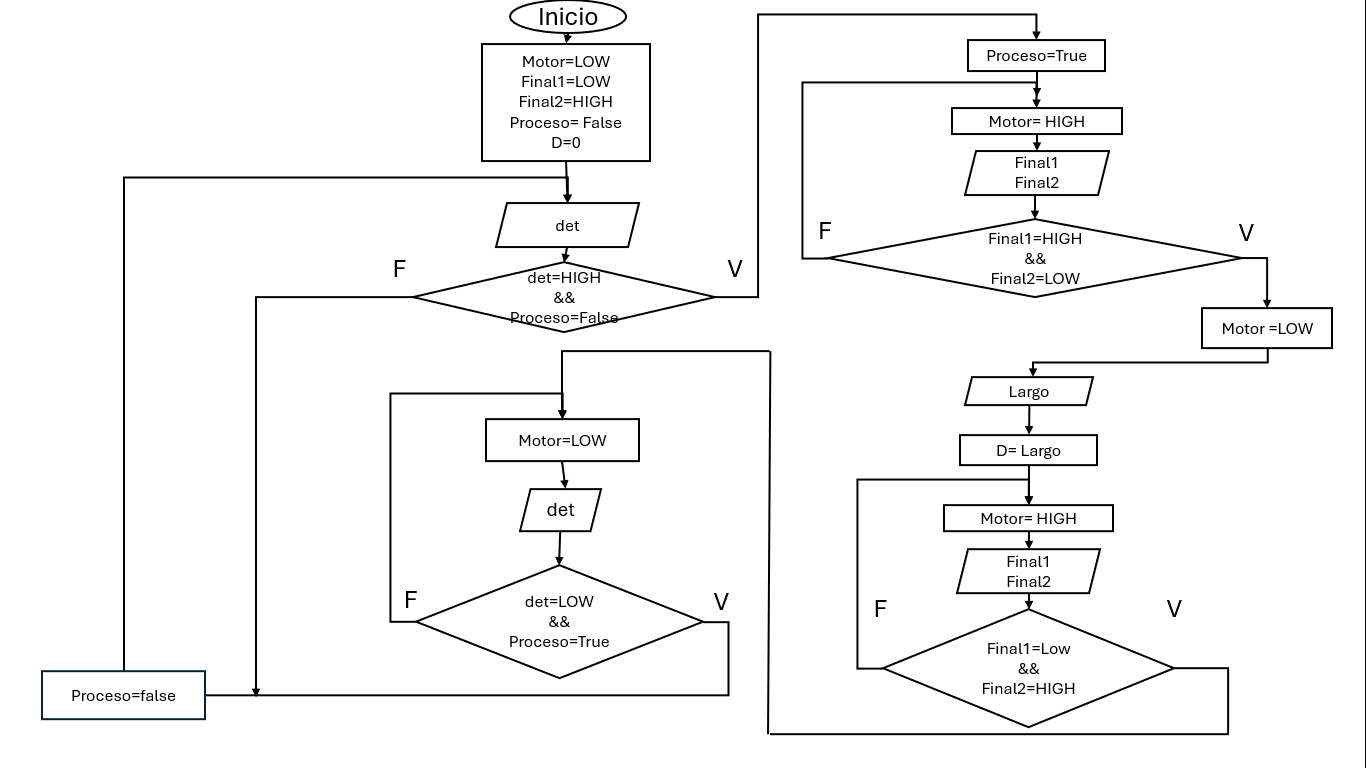 Inicio
Motor=LOW
Final1=LOW
Final2=HIGH
Proceso= False
D=0
det
F
V
det=HIGH
&&
Proceso=False
Proceso=True
Motor= HIGH
Final1
Final2
F
V
Final1=HIGH
&&
Final2=LOW
Motor =LOW
Largo
D= Largo
Motor= HIGH
Final1
Final2
F
V
Final1=Low
&&
Final2=HIGH
Motor=LOW
det
F
V
det=LOW
&&
Proceso=True
Proceso=false